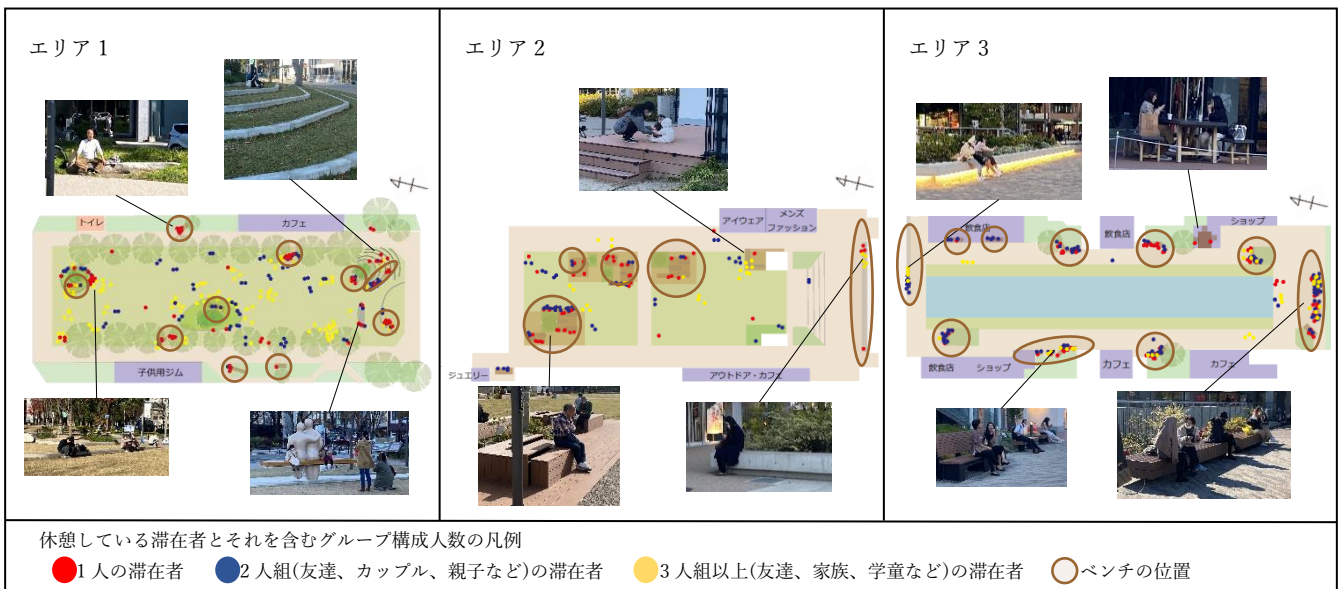 エリア 1
トイレ
カフェ
子供用ジム
エリア 2
アイウェア
メンズ
ファッション
ジュエリー
アウトドア・カフェ
エリア 3
飲食店
飲食店
ショップ
飲食店
ショップ
カフェ
カフェ
休憩している滞在者とそれを含むグループ構成人数の凡例
1 人の滞在者
2 人組(友達、カップル、親子など)の滞在者
3 人組以上(友達、家族、学童など)の滞在者
ベンチの位置